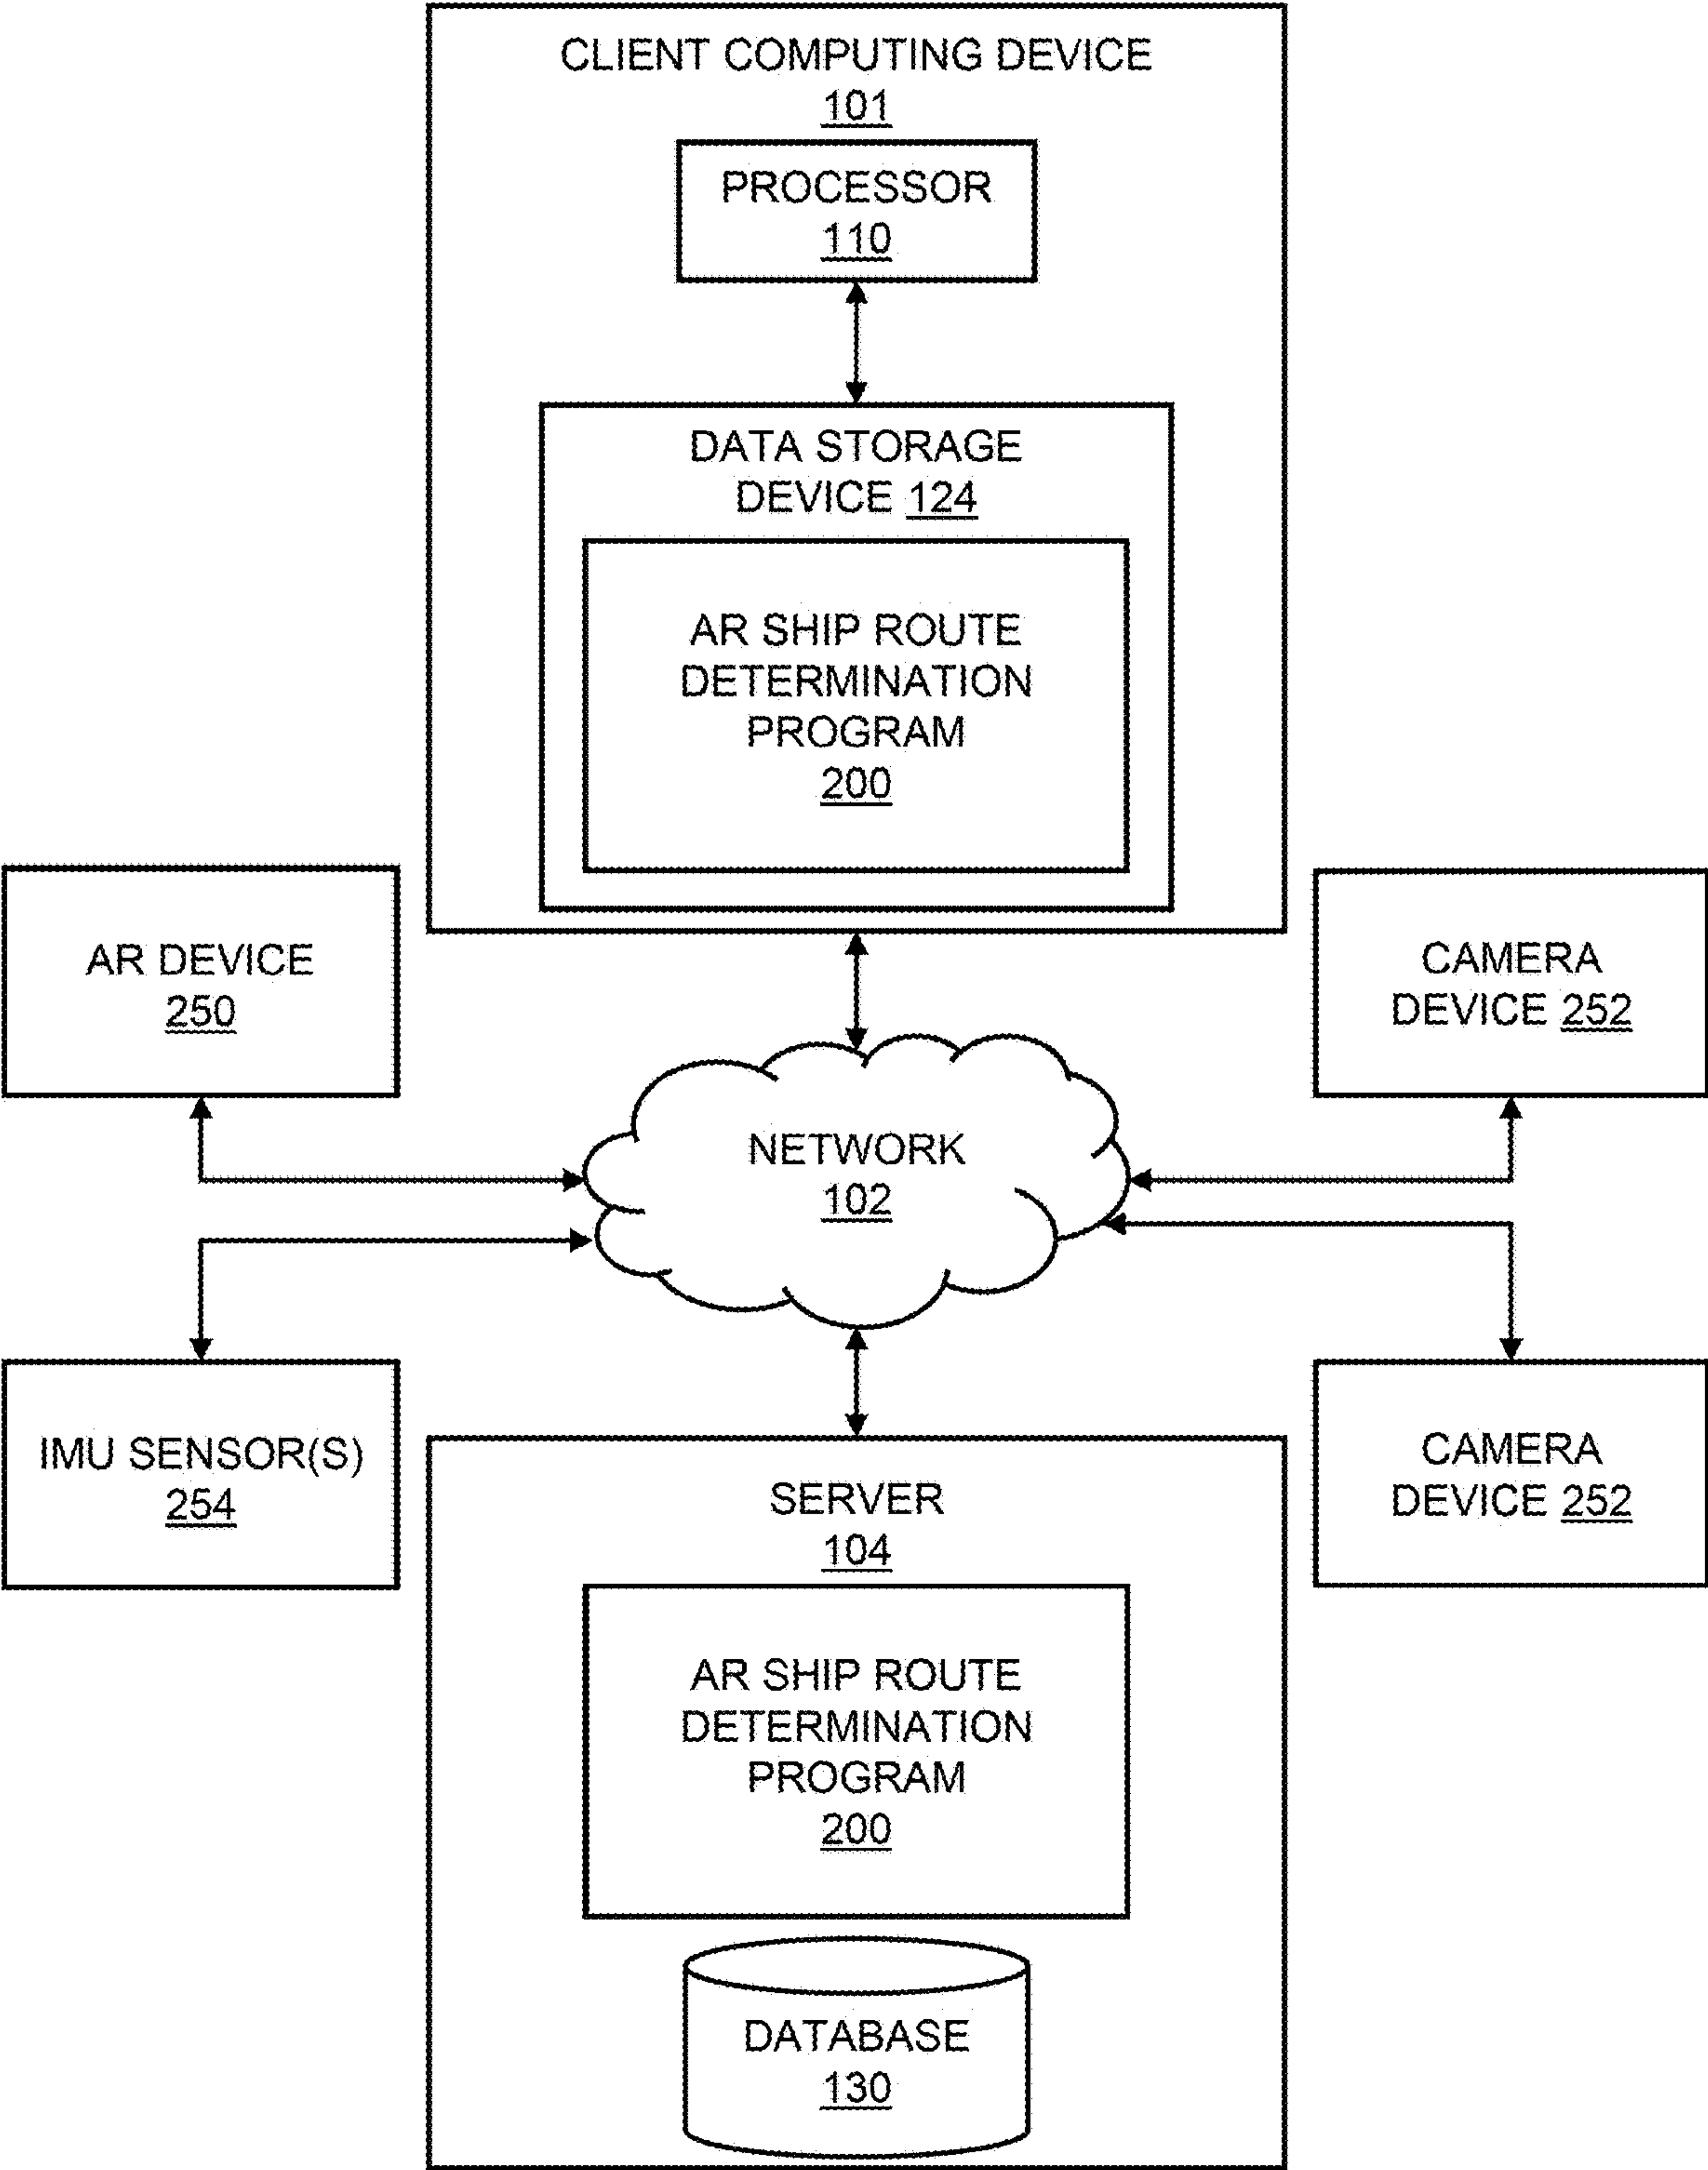 CLIENT COMPUTING DEVICE
101
PROCESSOR
110
DATA STORAGE
DEVICE 124
AR SHIP ROUTE
DETERMINATION
PROGRAM
200
AR DEVICE
250
CAMERA
DEVICE 252
NETWORK
102
IMU SENSOR(S)
254
CAMERA
DEVICE 252
SERVER
104
AR SHIP ROUTE
DETERMINATION
PROGRAM
200
DATABASE
130